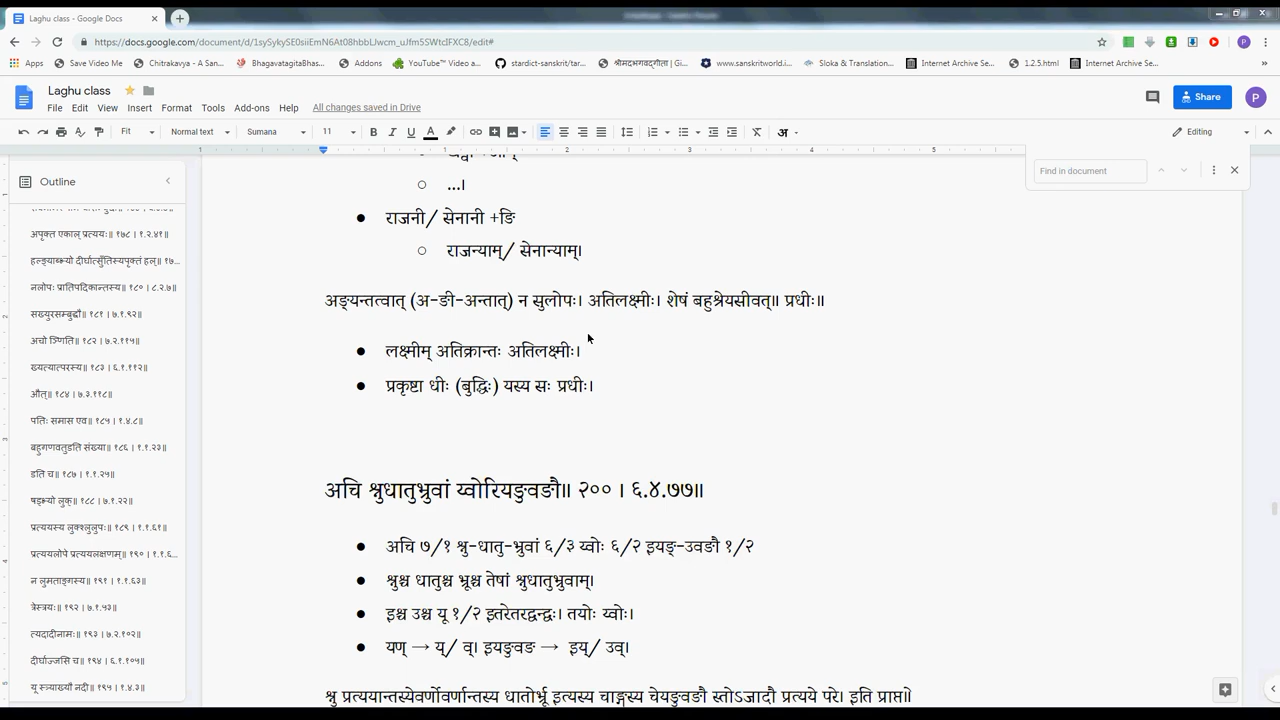 Laghu class - Google Docs
https://docs.google.com/document/d/1sySykySE0siiEmN6At08hbbLJwcm_uJfm5SWtcIFXC8/edit#
Apps Save Me Chitrakavya - A San... BhagavatagitaBhas... Addons YouTube™ Video a... stardict-sanskrit/tar... श्रीमदभगवद्गीता | Gi... www.sanskritworld.i... Sloka & Translation... Internet Archive Se... 1.2.5.html Internet Archive Se...
Laghu class
File Edit View Insert Format Tools Add-ons Help All changes saved in Drive
Share
P
Fit Normal text Sumana 11 B I U A अ Editing
Outline
Find in document
अपृक्त एकाल् प्रत्ययः॥ १७८ । १.२.४१॥
हल्ङ्याब्भ्यो दीर्घात्सुँतिस्यपृक्तं हल्॥ १७...
नलोपः प्रातिपदिकान्तस्य॥ १८० । ८.२.७॥
सख्युरसम्बुद्धौ॥ १८१ । ७.१.९२॥
अचो ञ्णिति॥ १८२ । ७.२.११५॥
ख्यत्यात्परस्य॥ १८३ । ६.१.११२॥
औत्॥ १८४ । ७.३.११८॥
पतिः समास एव॥ १८५ । १.४.८॥
बहुगणवतुडति संख्या॥ १८६ । १.१.२३॥
डति च॥ १८७ । १.१.२५॥
षड्भ्यो लुक्॥ १८८ । ७.१.२२॥
प्रत्ययस्य लुक्श्लुलुपः॥ १८९ । १.१.६१॥
प्रत्ययलोपे प्रत्ययलक्षणम्॥ १९० । १.१.६...
न लुमताङ्गस्य॥ १९१ । १.१.६३॥
त्रेस्त्रयः॥ १९२ । ७.१.५३॥
त्यदादीनामः॥ १९३ । ७.२.१०२॥
दीर्घाज्जसि च॥ १९४ । ६.१.१०५॥
यू स्त्र्याख्यौ नदी॥ १९५ । १.४.३॥
...।
राजनी/ सेनानी +ङि
राजन्याम्/ सेनान्याम्।
अङ्यन्तत्वात् (अ-ङी-अन्तात्) न सुलोपः। अतिलक्ष्मीः। शेषं बहुश्रेयसीवत्॥ प्रधीः॥
लक्ष्मीम् अतिक्रान्तः अतिलक्ष्मीः।
प्रकृष्टा धीः (बुद्धिः) यस्य सः प्रधीः।
अचि श्नुधातुभ्रुवां य्वोरियङुवङौ॥ २०० । ६.४.७७॥
अचि ७/१ श्नु-धातु-भ्रुवां ६/३ य्वोः ६/२ इयङ्-उवङौ १/२
श्नुश्च धातुश्च भ्रूश्च तेषां श्नुधातुभ्रुवाम्।
इश्च उश्च यू १/२ इतरेतरद्वन्द्वः। तयोः य्वोः।
यण् → य्/ व्। इयङुवङ → इय्/ उव्।
श्नु प्रत्ययान्तस्येवर्णोवर्णान्तस्य धातोर्भ्रू इत्यस्य चाङ्गस्य चेयङुवङौ स्तोऽजादौ प्रत्यये परे। इति प्राप्ते॥